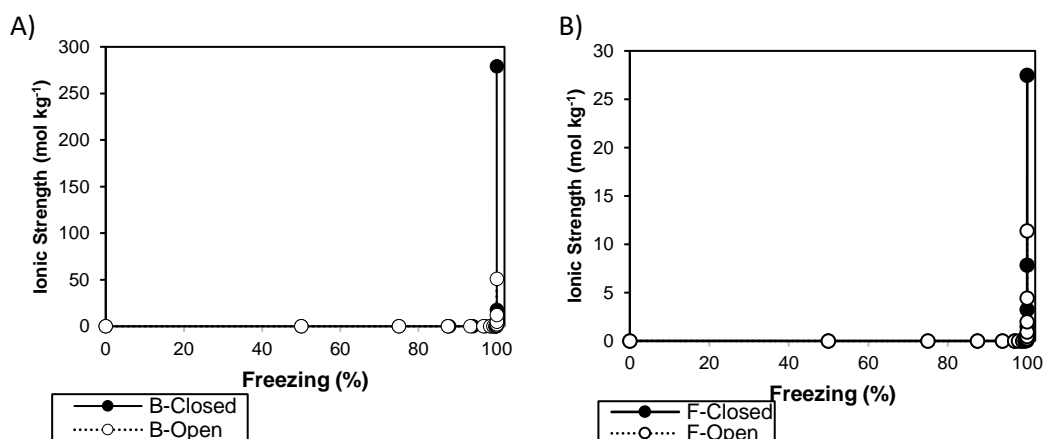 A)
300
250
200
150
100
50
0
Ionic Strength (mol kg⁻¹)
0 20 40 60 80 100
Freezing (%)
B-Closed
B-Open
B)
30
25
20
15
10
5
0
Ionic Strength (mol kg⁻¹)
0 20 40 60 80 100
Freezing (%)
F-Closed
F-Open